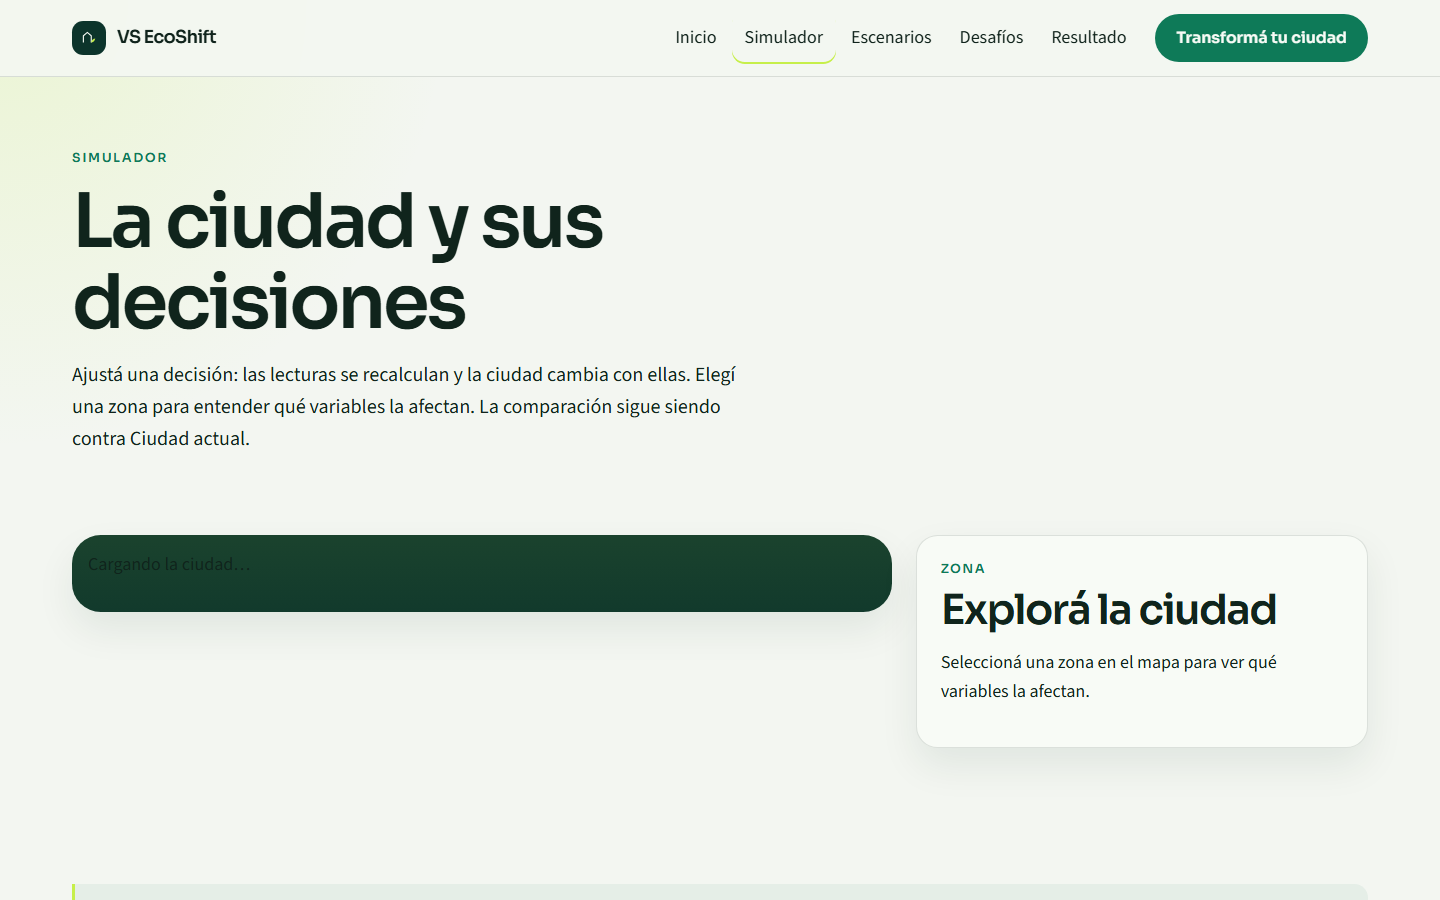 VS EcoShift
Inicio
Simulador
Escenarios
Desafíos
Resultado
Transformá tu ciudad
SIMULADOR
La ciudad y sus
decisiones
Ajustá una decisión: las lecturas se recalculan y la ciudad cambia con ellas. Elegí
una zona para entender qué variables la afectan. La comparación sigue siendo
contra Ciudad actual.
Cargando la ciudad…
ZONA
Explorá la ciudad
Seleccioná una zona en el mapa para ver qué
variables la afectan.